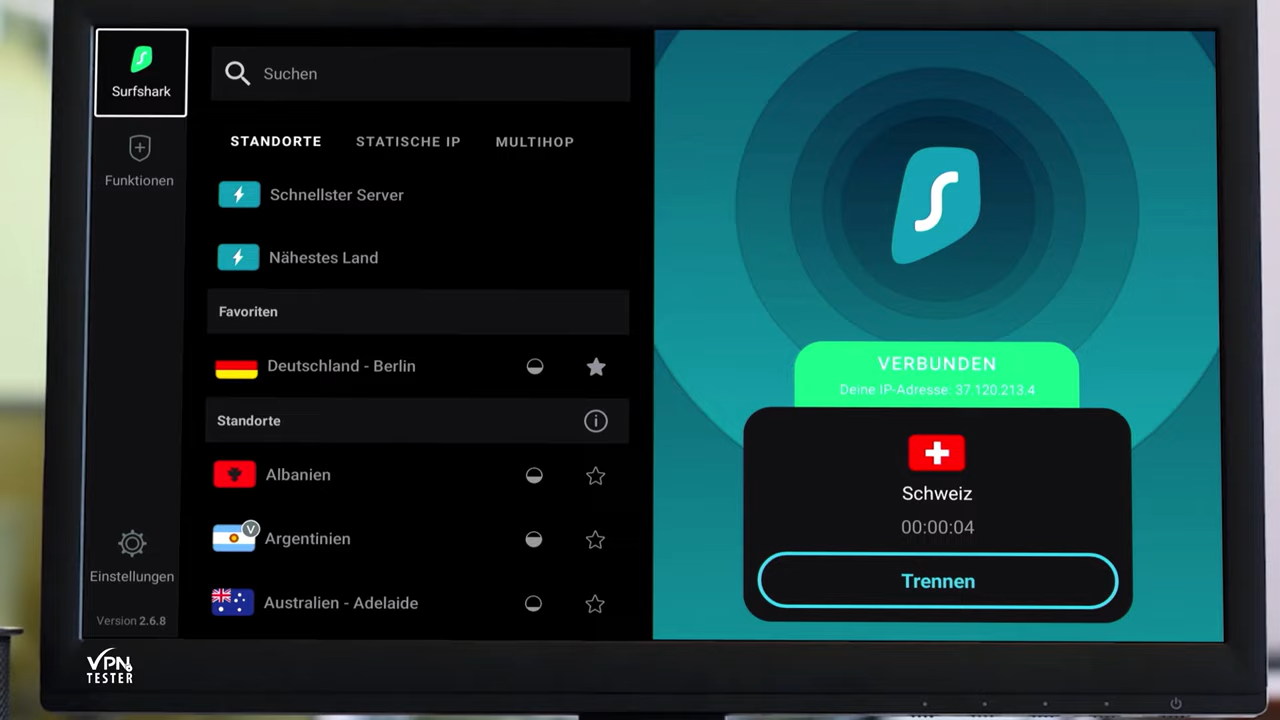 Surfshark
Funktionen
Einstellungen
Version 2.6.8
Suchen
STANDORTE STATISCHE IP MULTIHOP
Schnellster Server
Nähestes Land
Favoriten
Deutschland - Berlin
Standorte
Albanien
V
Argentinien
Australien - Adelaide
VERBUNDEN
Deine IP-Adresse: 37.120.213.4
Schweiz
00:00:04
Trennen
VPN
TESTER